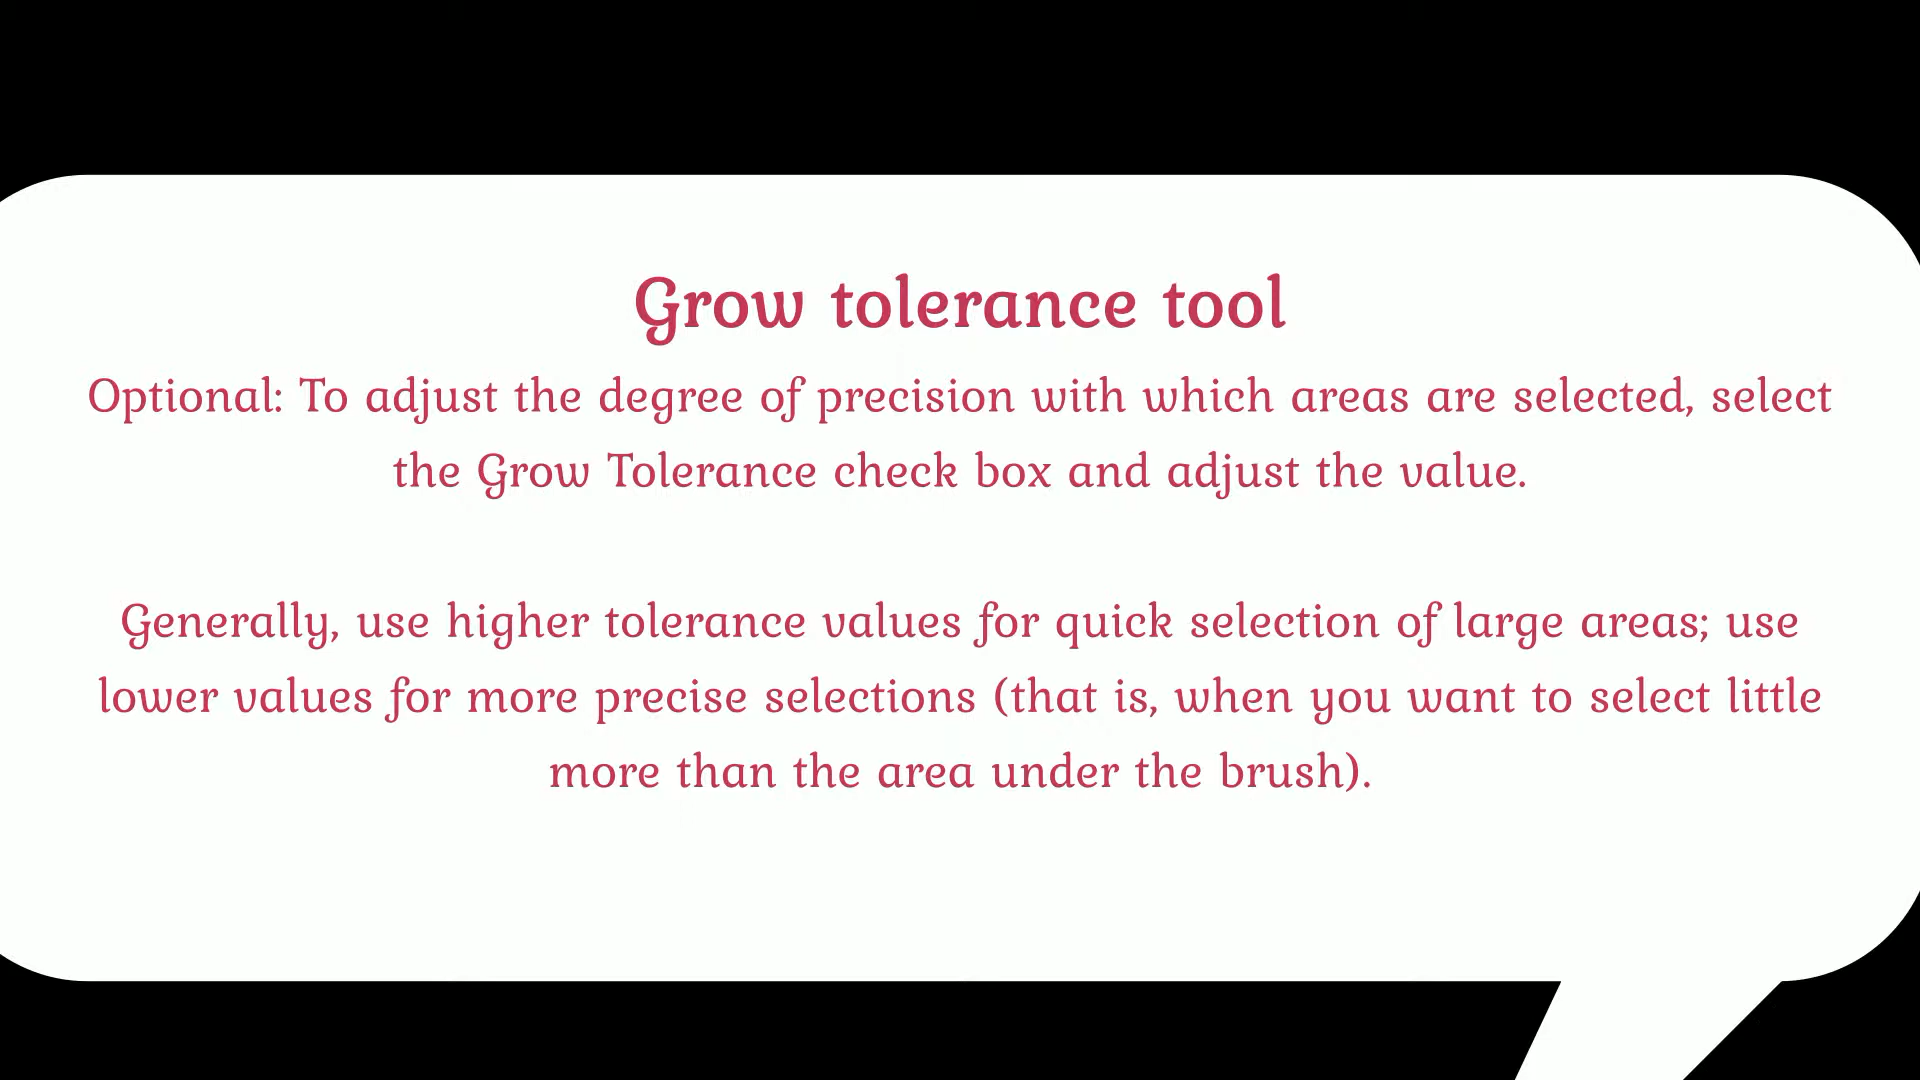 Grow tolerance tool
Optional: To adjust the degree of precision with which areas are selected, select
the Grow Tolerance check box and adjust the value.
Generally, use higher tolerance values for quick selection of large areas; use
lower values for more precise selections (that is, when you want to select little
more than the area under the brush).